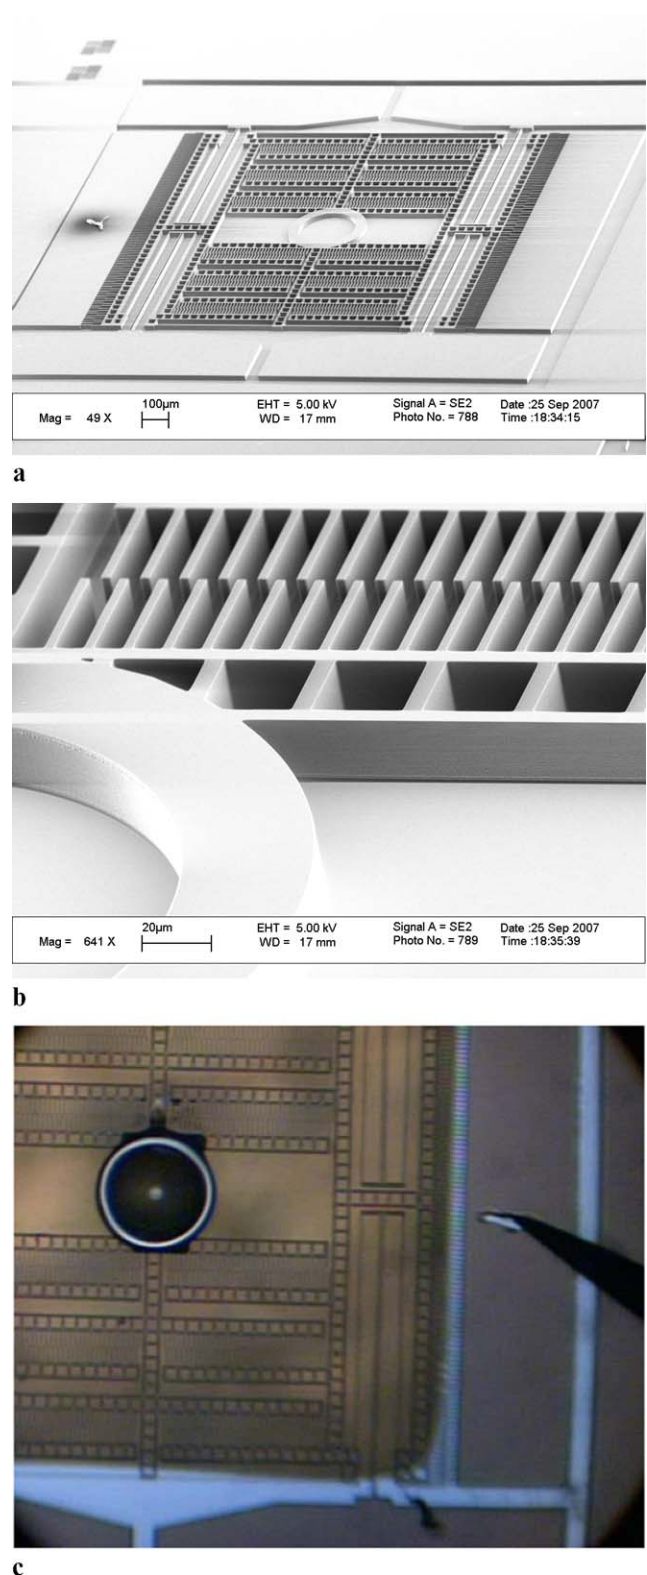 100µm
EHT = 5.00 kV
Signal A = SE2
Date :25 Sep 2007
Mag = 49 X
WD = 17 mm
Photo No. = 788
Time :18:34:15
a
20µm
EHT = 5.00 kV
Signal A = SE2
Date :25 Sep 2007
Mag = 641 X
WD = 17 mm
Photo No. = 789
Time :18:35:39
b
c